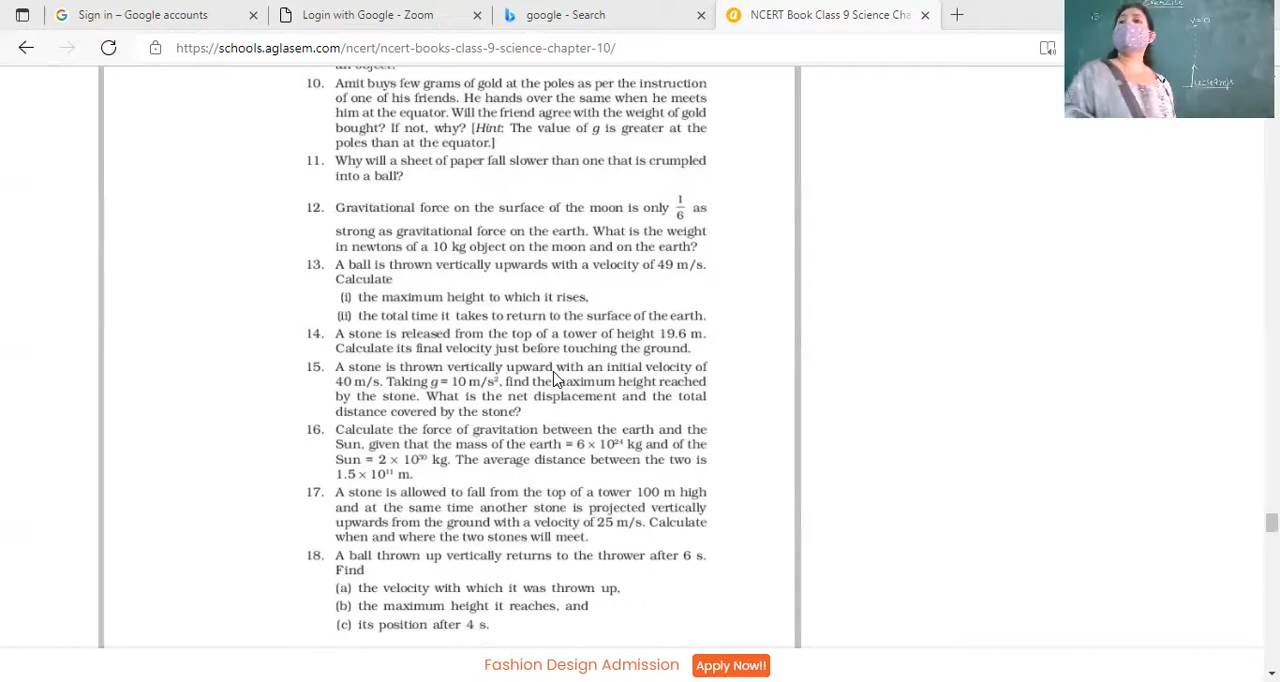 Sign in – Google accounts
Login with Google - Zoom
google - Search
NCERT Book Class 9 Science Cha
https://schools.aglasem.com/ncert/ncert-books-class-9-science-chapter-10/
an object.
10. Amit buys few grams of gold at the poles as per the instruction
of one of his friends. He hands over the same when he meets
him at the equator. Will the friend agree with the weight of gold
bought? If not, why? [Hint: The value of g is greater at the
poles than at the equator.]
11. Why will a sheet of paper fall slower than one that is crumpled
into a ball?
12. Gravitational force on the surface of the moon is only 1/6 as
strong as gravitational force on the earth. What is the weight
in newtons of a 10 kg object on the moon and on the earth?
13. A ball is thrown vertically upwards with a velocity of 49 m/s.
Calculate
(i) the maximum height to which it rises,
(ii) the total time it takes to return to the surface of the earth.
14. A stone is released from the top of a tower of height 19.6 m.
Calculate its final velocity just before touching the ground.
15. A stone is thrown vertically upward with an initial velocity of
40 m/s. Taking g = 10 m/s², find the maximum height reached
by the stone. What is the net displacement and the total
distance covered by the stone?
16. Calculate the force of gravitation between the earth and the
Sun, given that the mass of the earth = 6 × 10²⁴ kg and of the
Sun = 2 × 10³⁰ kg. The average distance between the two is
1.5 × 10¹¹ m.
17. A stone is allowed to fall from the top of a tower 100 m high
and at the same time another stone is projected vertically
upwards from the ground with a velocity of 25 m/s. Calculate
when and where the two stones will meet.
18. A ball thrown up vertically returns to the thrower after 6 s.
Find
(a) the velocity with which it was thrown up,
(b) the maximum height it reaches, and
(c) its position after 4 s.
Fashion Design Admission
Apply Now!!
v=0